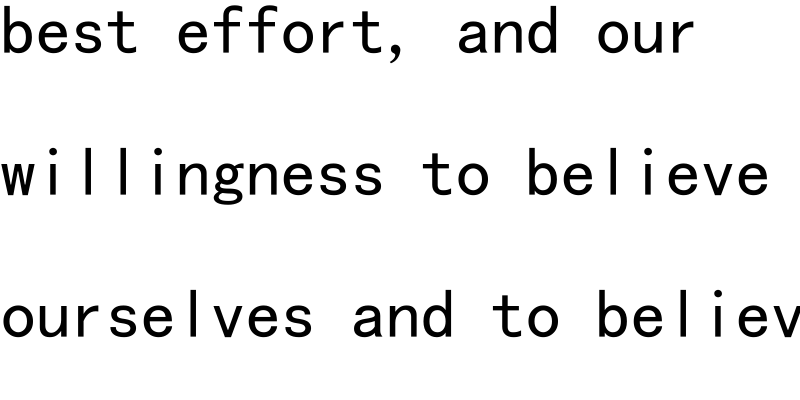 best effort, and our
willingness to believe
ourselves and to believ